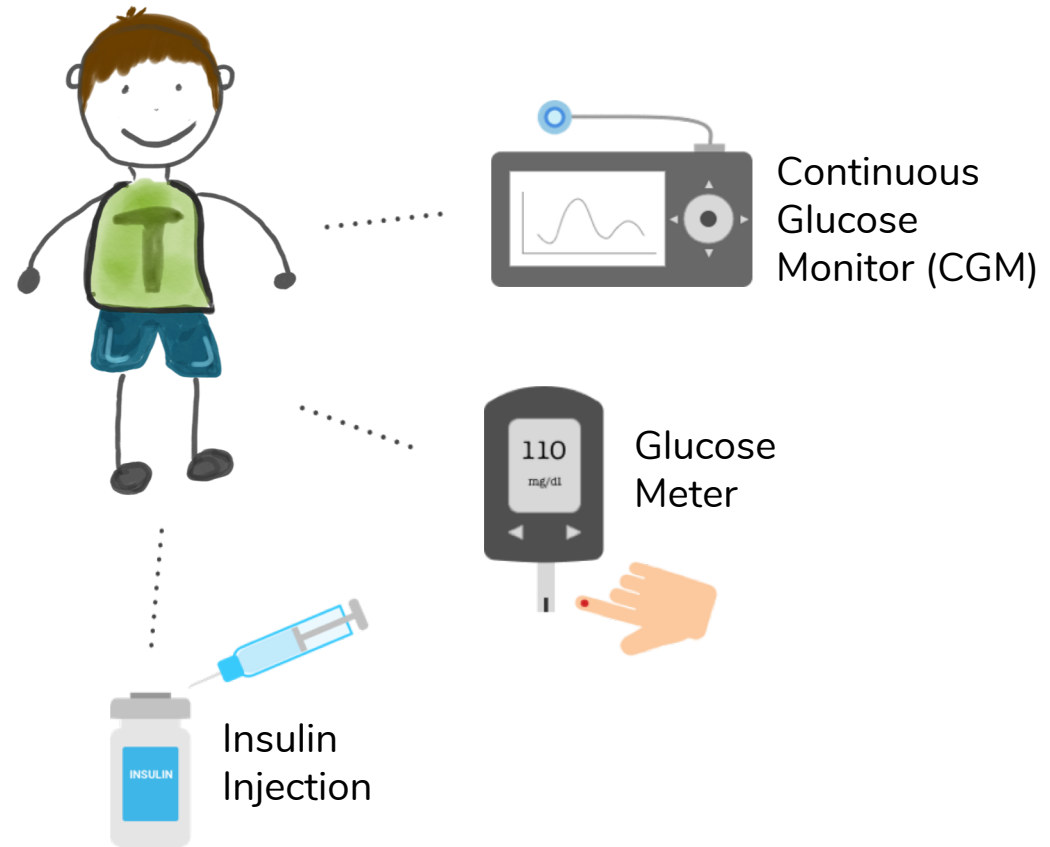 T
Continuous
Glucose
Monitor (CGM)
110
mg/dl
Glucose
Meter
INSULIN
Insulin
Injection